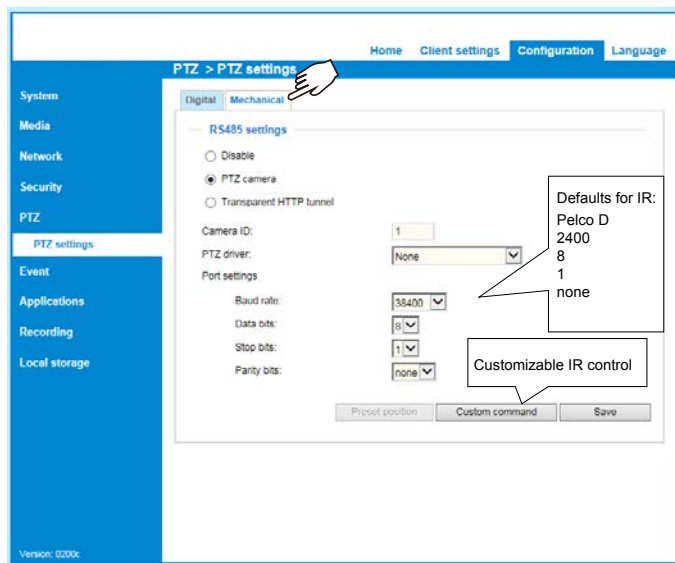 Home Client settings Configuration Language
PTZ > PTZ settings
System
Media
Network
Security
PTZ
PTZ settings
Event
Applications
Recording
Local storage
Version: 0200c
Digital Mechanical
RS485 settings
Disable
PTZ camera
Transparent HTTP tunnel
Camera ID: 1
PTZ driver: None
Port settings
Baud rate: 38400
Data bits: 8
Stop bits: 1
Parity bits: none
Defaults for IR:
Pelco D
2400
8
1
none
Customizable IR control
Preset position Custom command Save